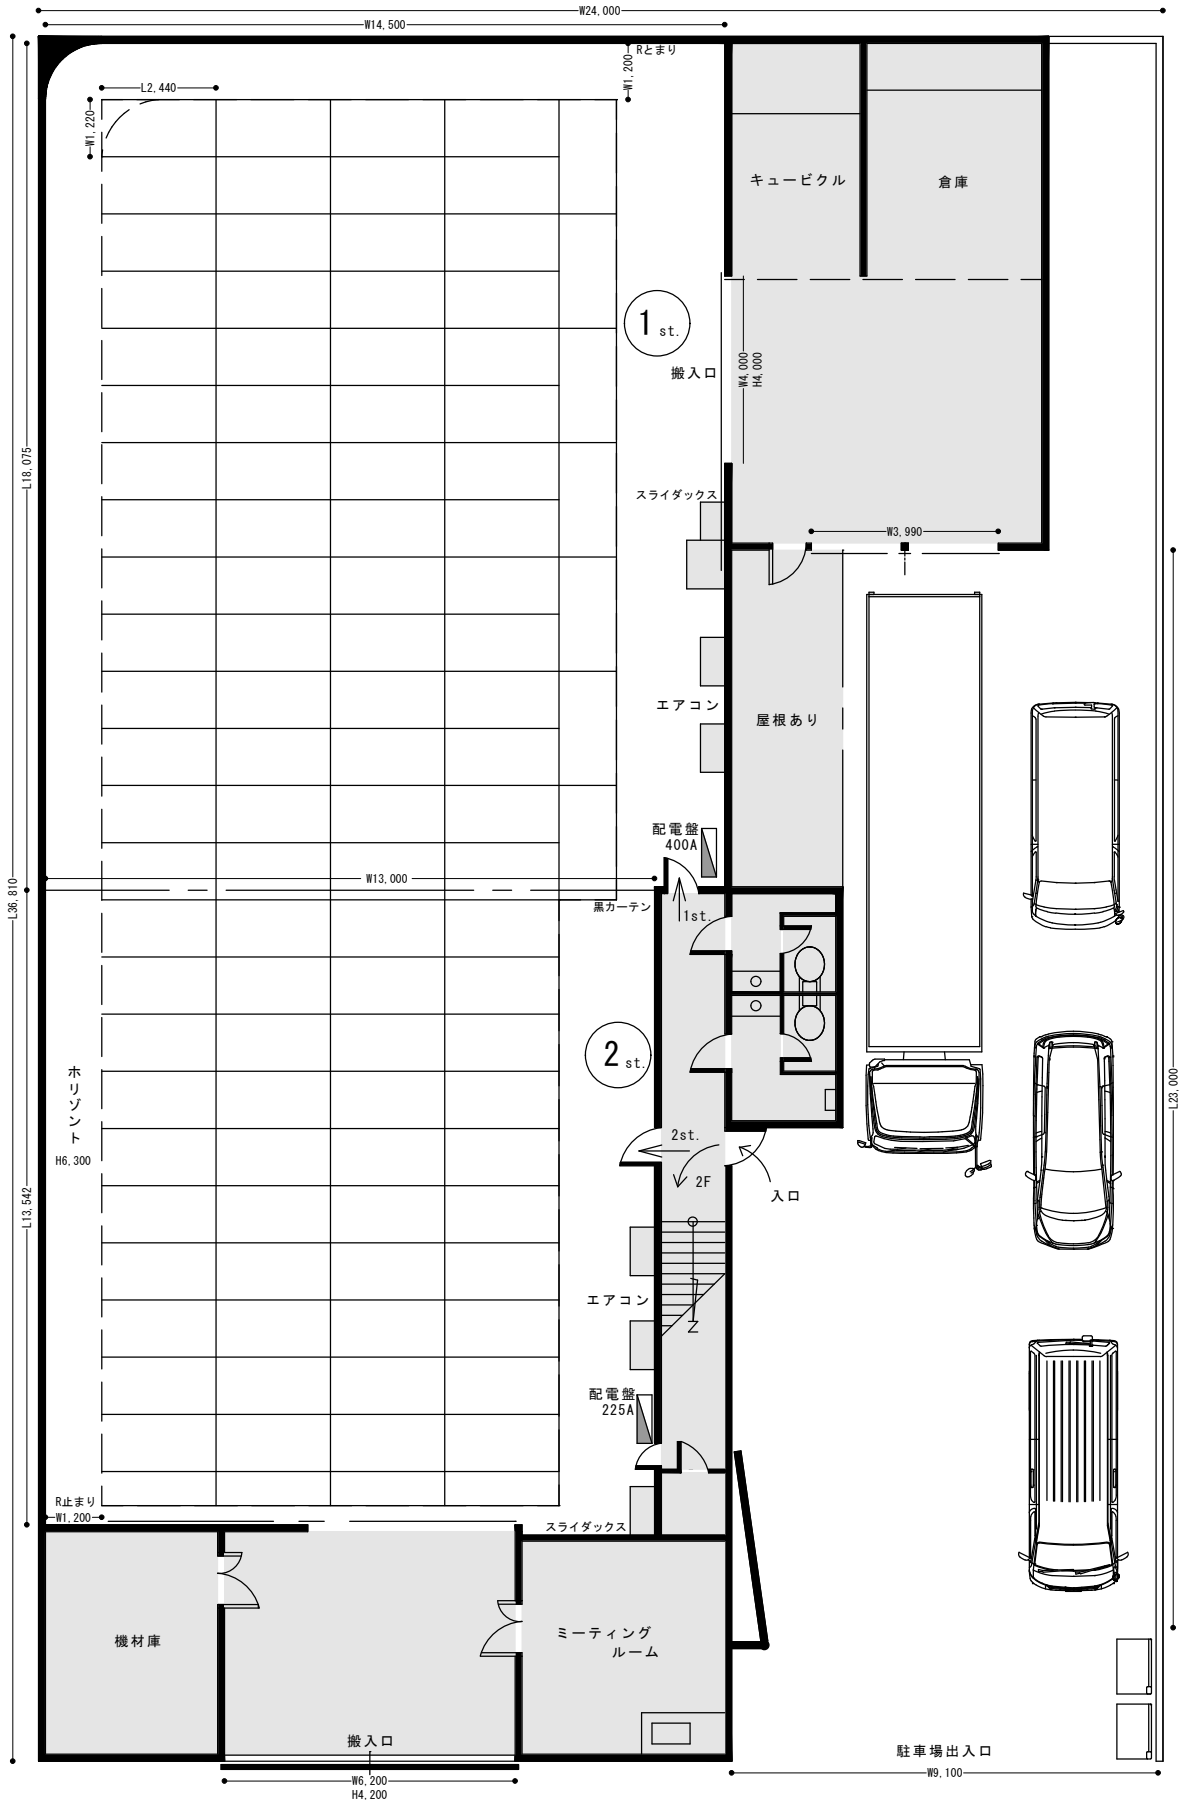 W24,000
W14,500
Rとまり
W1,200
L2,440
W1,220
キュービクル
倉庫
1 st.
搬入口
W4,000
H4,000
L18,075
スライダックス
W3,990
エアコン
屋根あり
配電盤
400A
W13,000
L36,810
黒カーテン
1st.
2 st.
ホリゾント
H6,300
L23,000
2st.
2F
入口
L13,542
エアコン
配電盤
225A
R止まり
W1,200
スライダックス
機材庫
ミーティング
ルーム
搬入口
W6,200
H4,200
駐車場出入口
W9,100